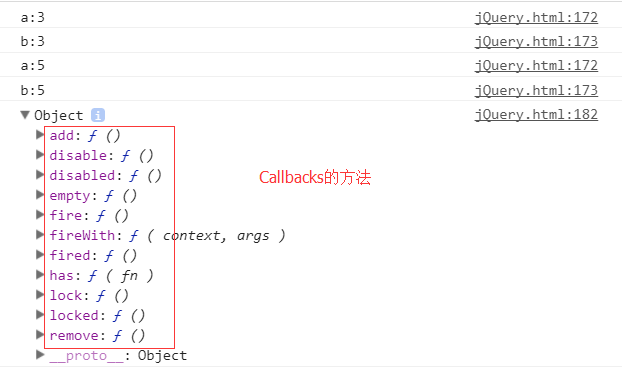 a:3 jQuery.html:172
b:3 jQuery.html:173
a:5 jQuery.html:172
b:5 jQuery.html:173
▼Object i jQuery.html:182
▶add: ƒ ()
▶disable: ƒ ()
▶disabled: ƒ ()
▶empty: ƒ ()
▶fire: ƒ ()
▶fireWith: ƒ ( context, args )
▶fired: ƒ ()
▶has: ƒ ( fn )
▶lock: ƒ ()
▶locked: ƒ ()
▶remove: ƒ ()
▶__proto__: Object
Callbacks的方法